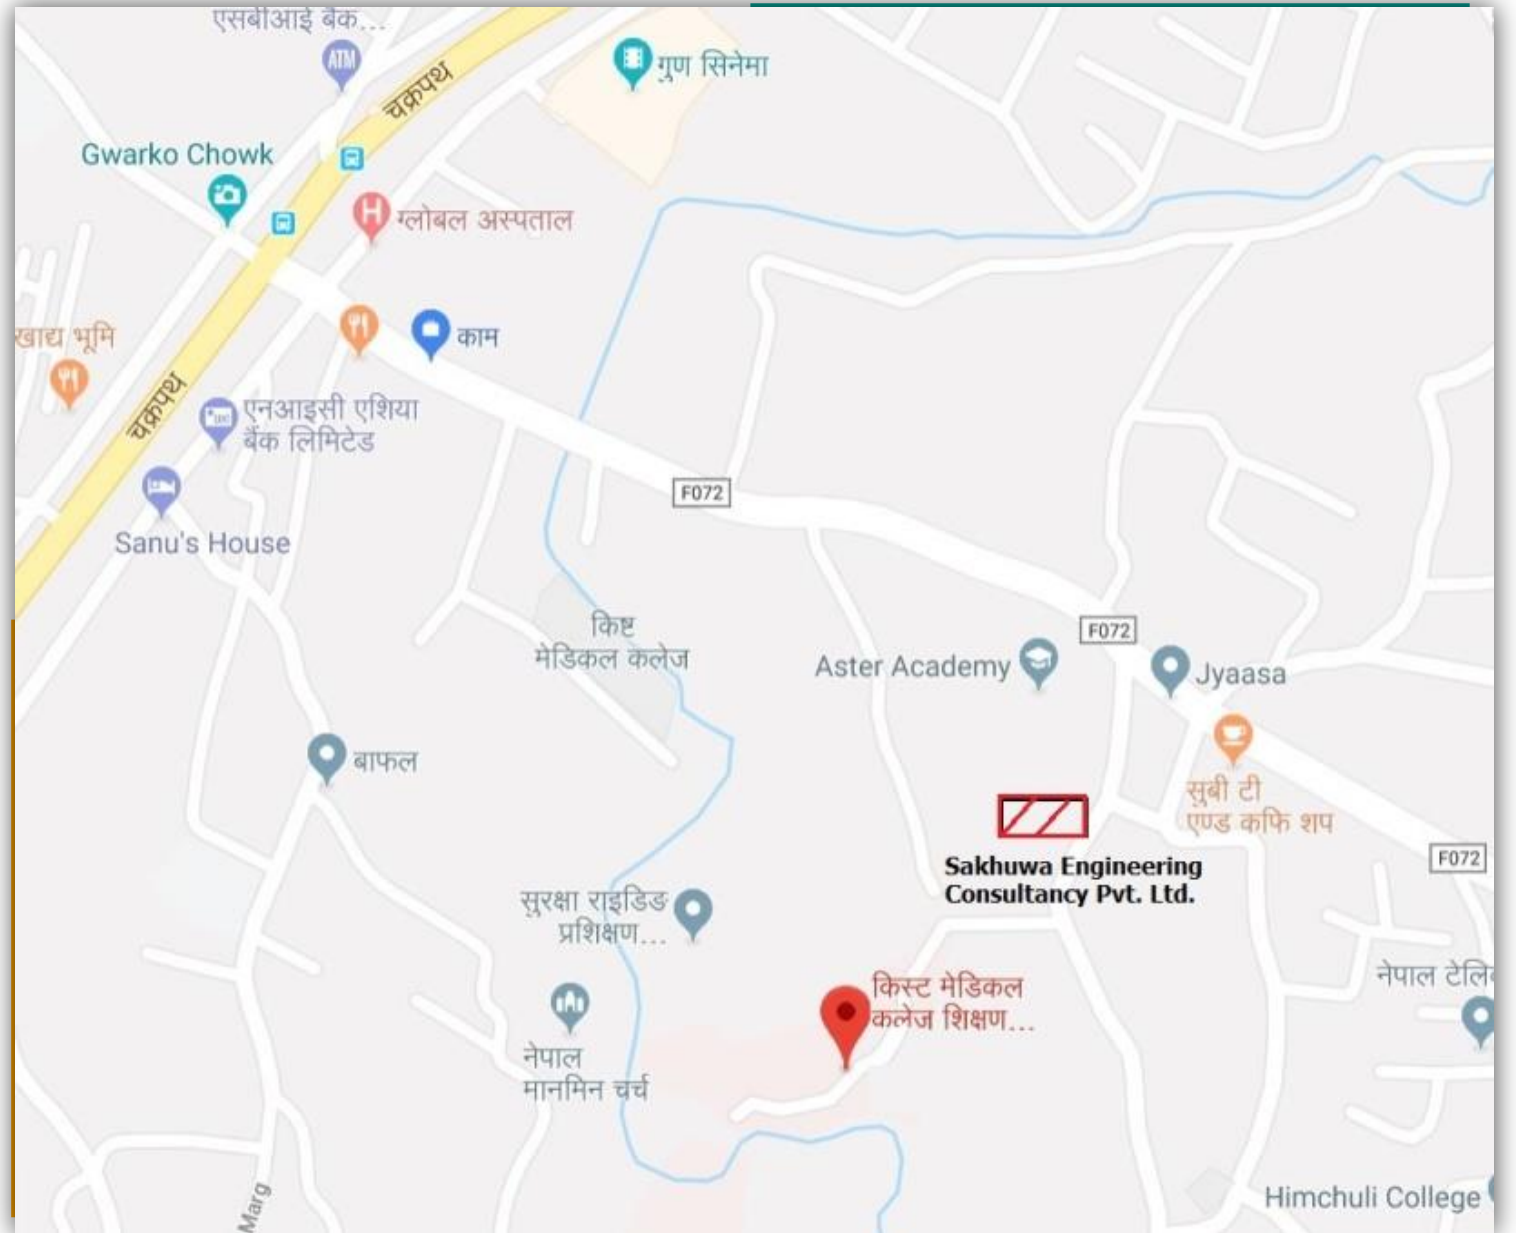 एसबीआई बैंक...
चक्रपथ
गुण सिनेमा
Gwarko Chowk
ग्लोबल अस्पताल
खाद्य भूमि
काम
चक्रपथ
एनआइसी एशिया
बैंक लिमिटेड
F072
Sanu's House
किष्ट
मेडिकल कलेज
F072
Aster Academy
Jyaasa
बाफल
सुबी टी
एण्ड कफि शप
F072
Sakhuwa Engineering
Consultancy Pvt. Ltd.
सुरक्षा राइडिङ
प्रशिक्षण...
किस्ट मेडिकल
कलेज शिक्षण...
नेपाल
नेपाल
मानमिन चर्च
Marg
Himchuli College
ATM
H